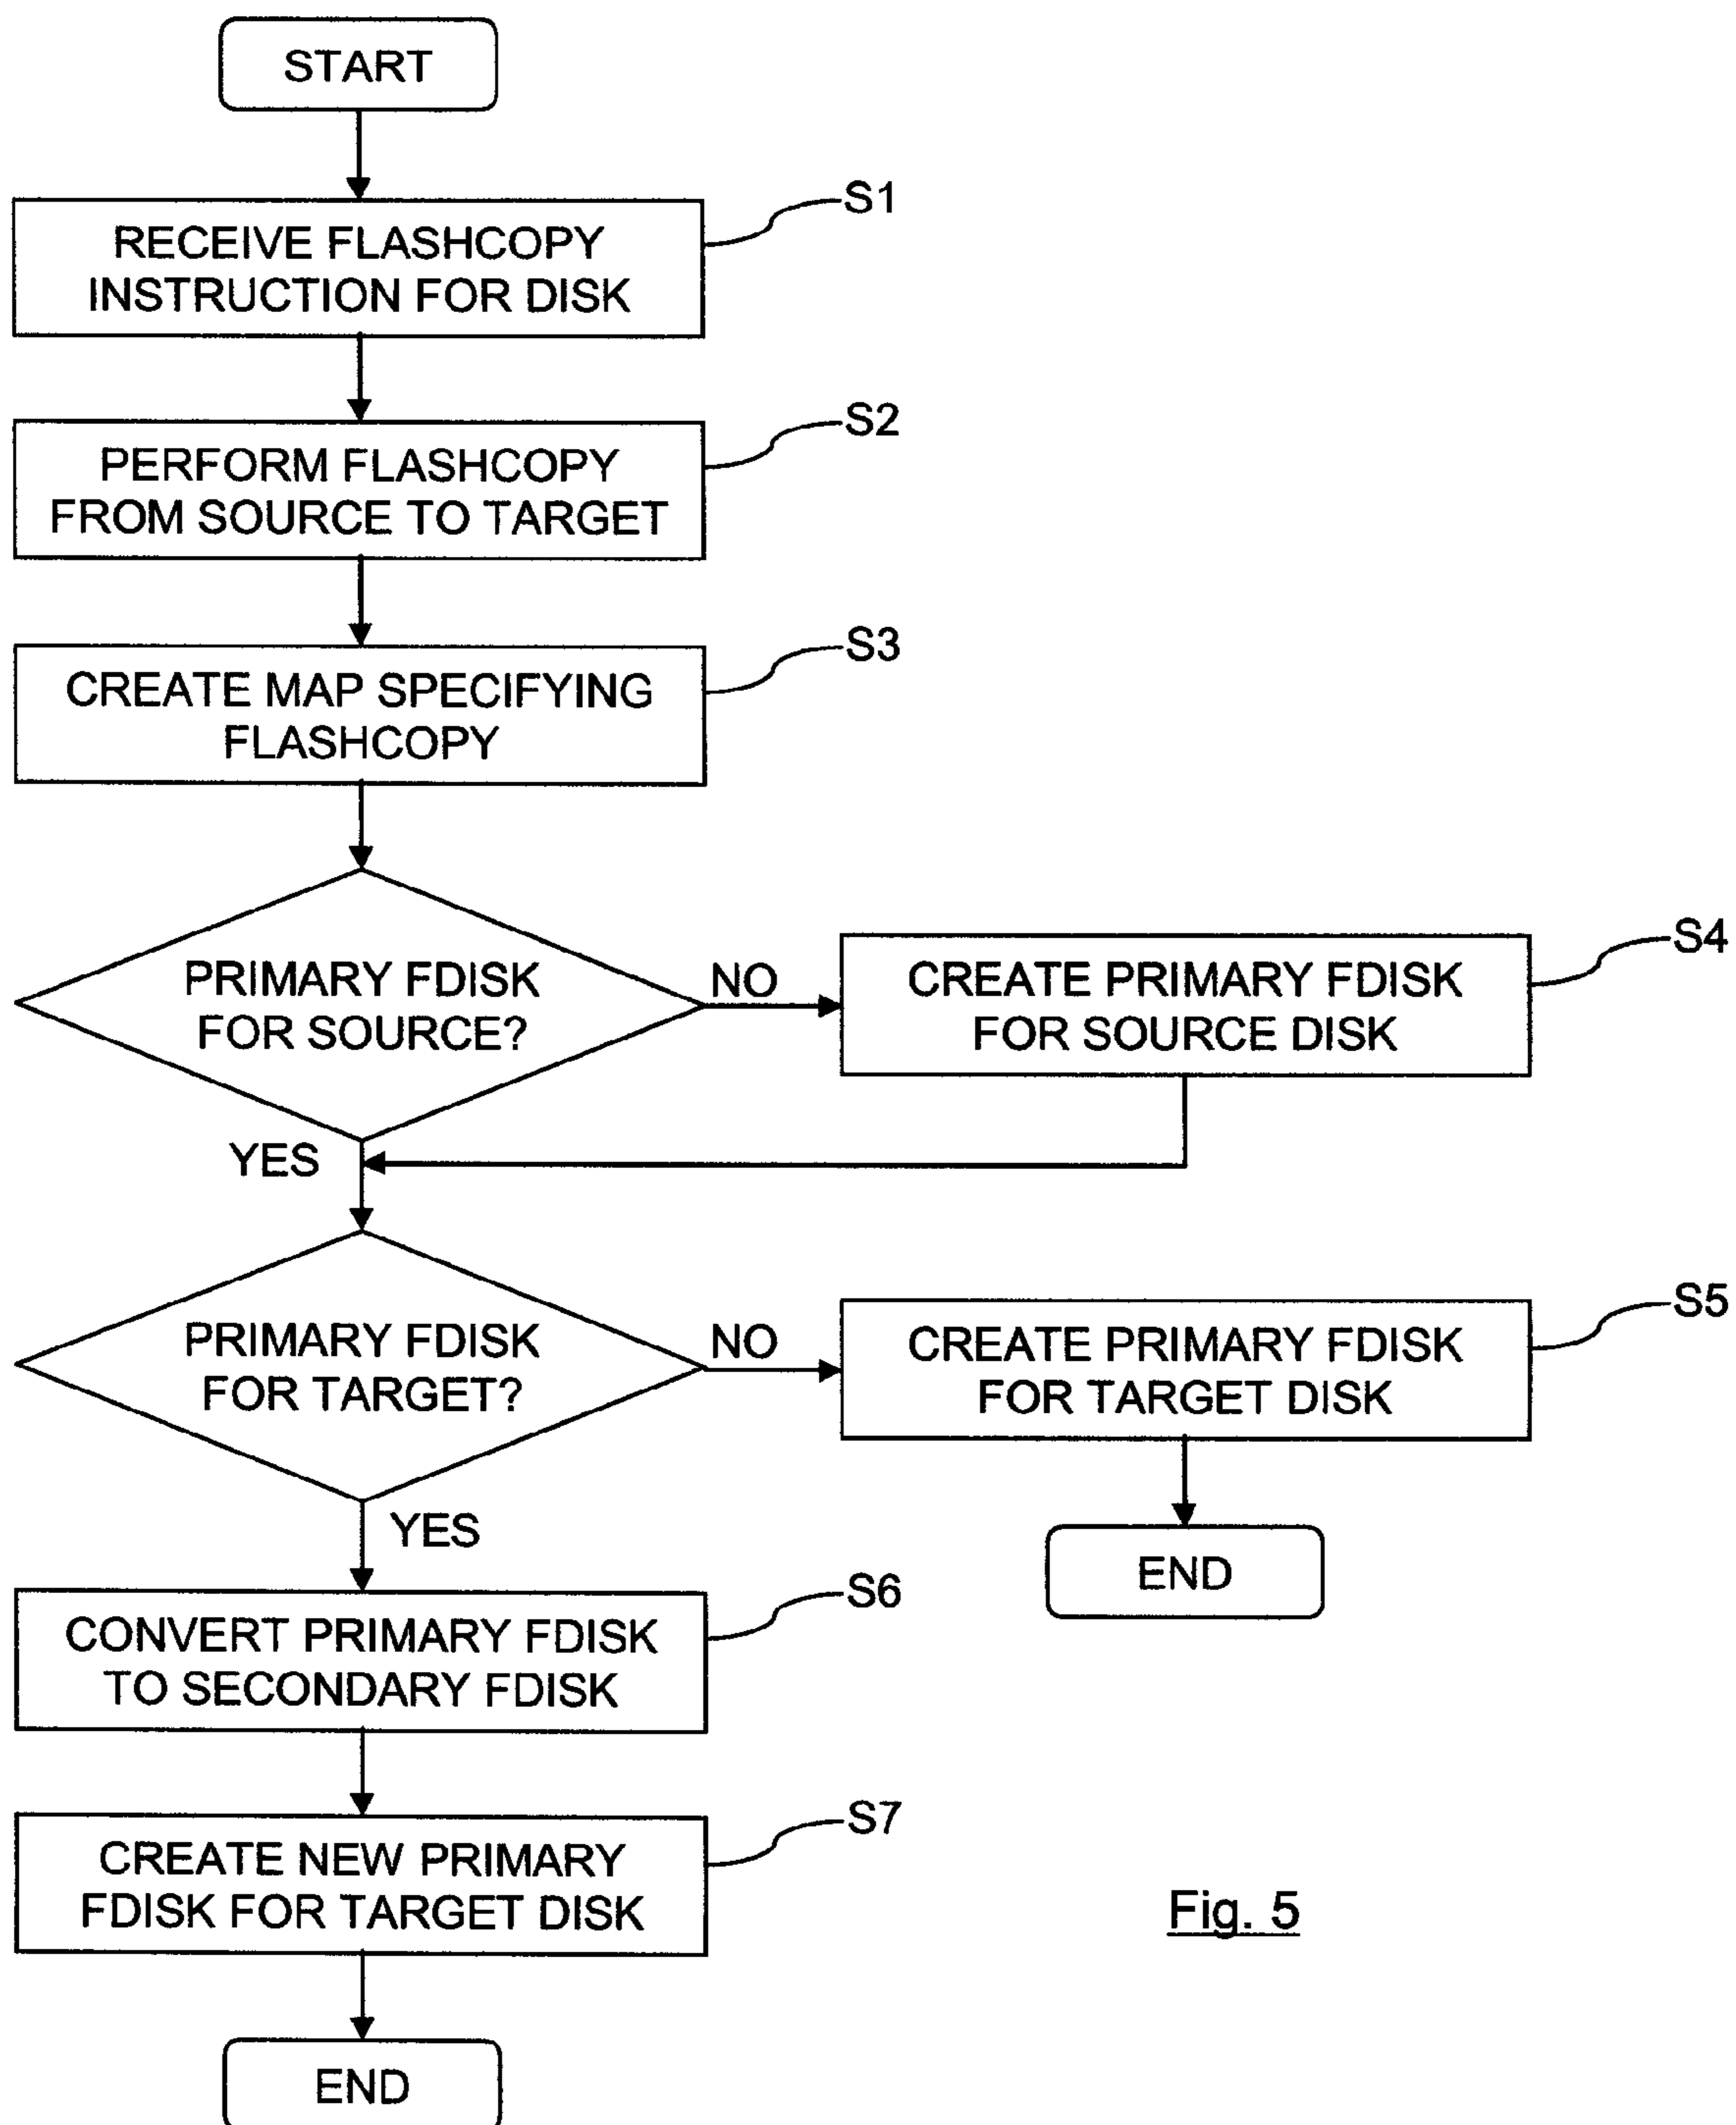 START
S1
RECEIVE FLASHCOPY
INSTRUCTION FOR DISK
S2
PERFORM FLASHCOPY
FROM SOURCE TO TARGET
S3
CREATE MAP SPECIFYING
FLASHCOPY
PRIMARY FDISK
FOR SOURCE?
NO
S4
CREATE PRIMARY FDISK
FOR SOURCE DISK
YES
PRIMARY FDISK
FOR TARGET?
NO
S5
CREATE PRIMARY FDISK
FOR TARGET DISK
END
YES
S6
CONVERT PRIMARY FDISK
TO SECONDARY FDISK
S7
CREATE NEW PRIMARY
FDISK FOR TARGET DISK
END
Fig. 5